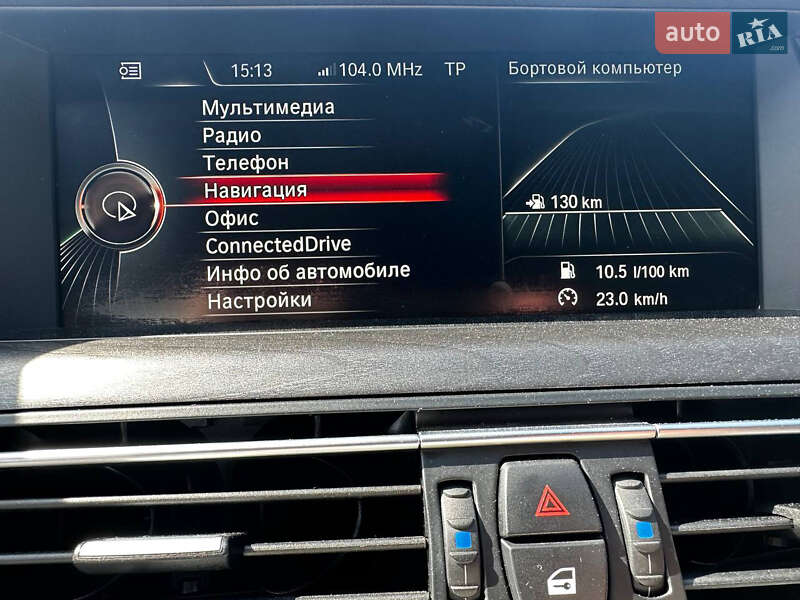 auto RIA .com
15:13 104.0 MHz TP Бортовой компьютер
Мультимедиа
Радио
Телефон
Навигация
130 km
Офис
ConnectedDrive
Инфо об автомобиле
10.5 l/100 km
Настройки
23.0 km/h